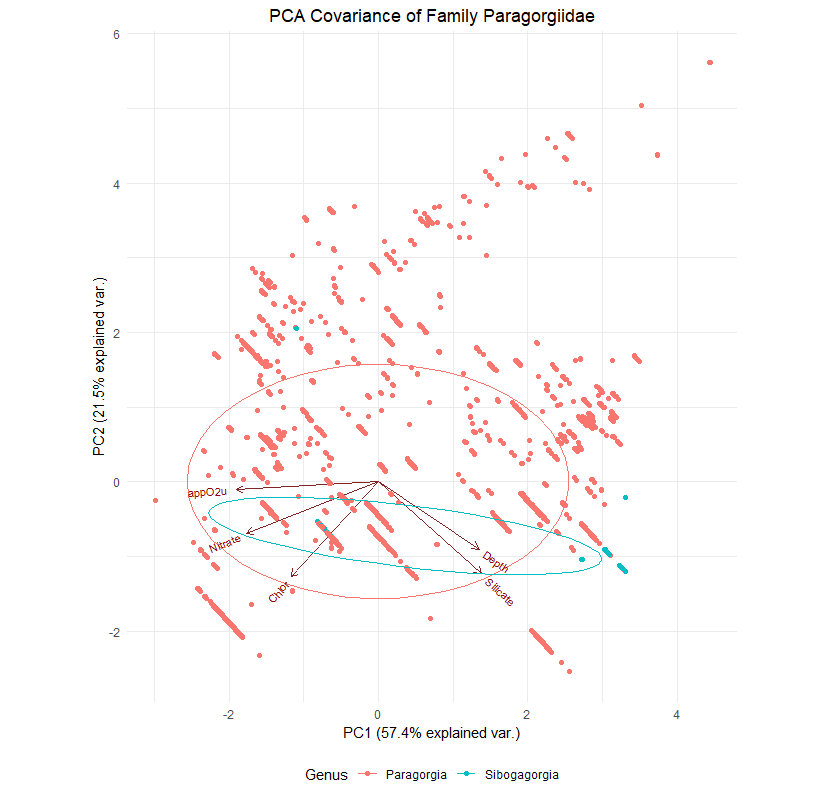 PCA Covariance of Family Paragorgiidae
6
4
2
0
-2
PC2 (21.5% explained var.)
appO2u
Nitrate
Chlor
Depth
Silicate
-2 0 2 4
PC1 (57.4% explained var.)
Genus Paragorgia Sibogagorgia